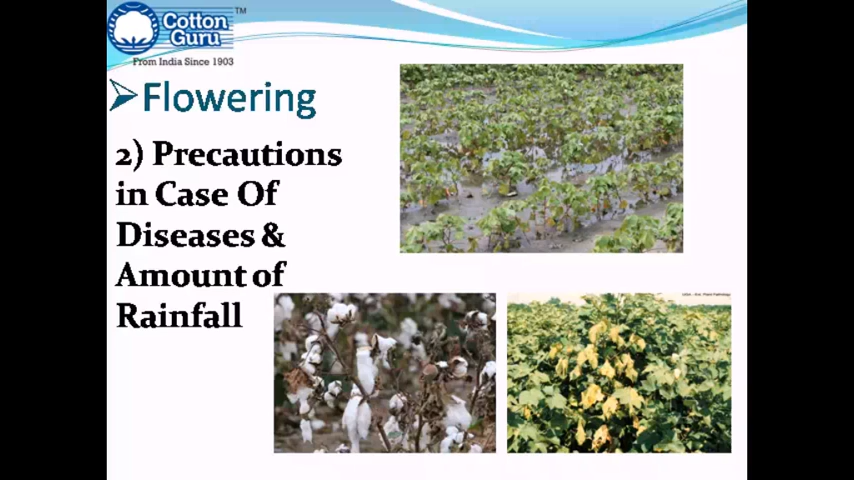 Cotton
Guru
TM
From India Since 1903
Flowering
2) Precautions
in Case Of
Diseases &
Amount of
Rainfall